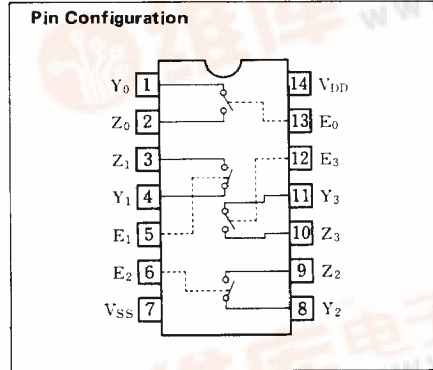 Pin Configuration
Y0 1 14 VDD
Z0 2 13 E0
Z1 3 12 E3
Y1 4 11 Y3
E1 5 10 Z3
E2 6 9 Z2
VSS 7 8 Y2